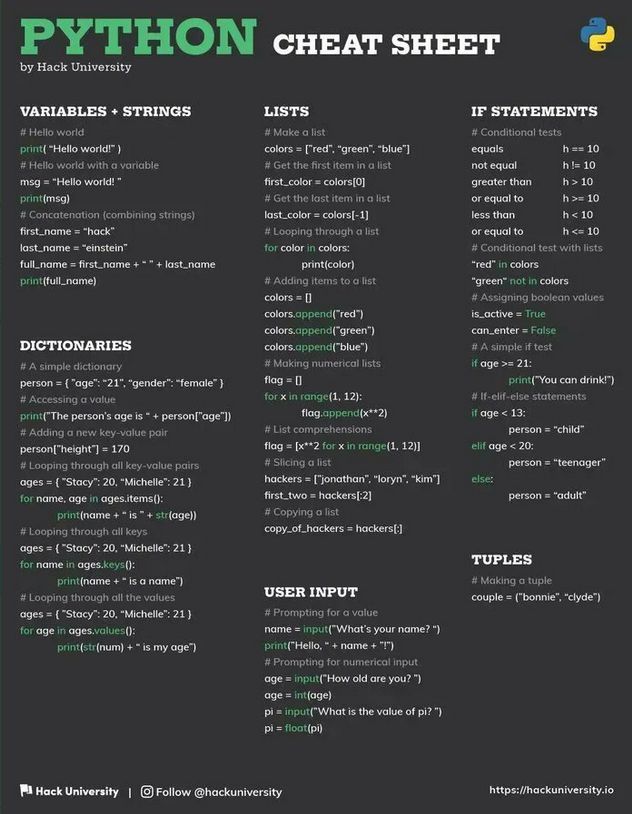 PYTHON CHEAT SHEET
by Hack University
VARIABLES + STRINGS
# Hello world
print( “Hello world!” )
# Hello world with a variable
msg = “Hello world! ”
print(msg)
# Concatenation (combining strings)
first_name = “hack”
last_name = “einstein”
full_name = first_name + “ ” + last_name
print(full_name)
DICTIONARIES
# A simple dictionary
person = { ”age”: “21”, “gender”: “female” }
# Accessing a value
print(”The person’s age is “ + person[”age”])
# Adding a new key-value pair
person[”height”] = 170
# Looping through all key-value pairs
ages = { ”Stacy”: 20, “Michelle”: 21 }
for name, age in ages.items():
print(name + “ is ” + str(age))
# Looping through all keys
ages = { ”Stacy”: 20, “Michelle”: 21 }
for name in ages.keys():
print(name + “ is a name”)
# Looping through all the values
ages = { ”Stacy”: 20, “Michelle”: 21 }
for age in ages.values():
print(str(num) + “ is my age”)
LISTS
# Make a list
colors = [”red”, “green”, “blue”]
# Get the first item in a list
first_color = colors[0]
# Get the last item in a list
last_color = colors[-1]
# Looping through a list
for color in colors:
print(color)
# Adding items to a list
colors = []
colors.append(”red”)
colors.append(”green”)
colors.append(”blue”)
# Making numerical lists
flag = []
for x in range(1, 12):
flag.append(x**2)
# List comprehensions
flag = [x**2 for x in range(1, 12)]
# Slicing a list
hackers = [”jonathan”, “loryn”, “kim”]
first_two = hackers[:2]
# Copying a list
copy_of_hackers = hackers[:]
USER INPUT
# Prompting for a value
name = input(”What’s your name? “)
print(”Hello, “ + name + ”!”)
# Prompting for numerical input
age = input(”How old are you? ”)
age = int(age)
pi = input(”What is the value of pi? ”)
pi = float(pi)
IF STATEMENTS
# Conditional tests
equals h == 10
not equal h != 10
greater than h > 10
or equal to h >= 10
less than h < 10
or equal to h <= 10
# Conditional test with lists
“red” in colors
“green“ not in colors
# Assigning boolean values
is_active = True
can_enter = False
# A simple if test
if age >= 21:
print(”You can drink!”)
# If-elif-else statements
if age < 13:
person = “child”
elif age < 20:
person = “teenager”
else:
person = “adult”
TUPLES
# Making a tuple
couple = (”bonnie”, “clyde”)
Hack University | Follow @hackuniversity
https://hackuniversity.io